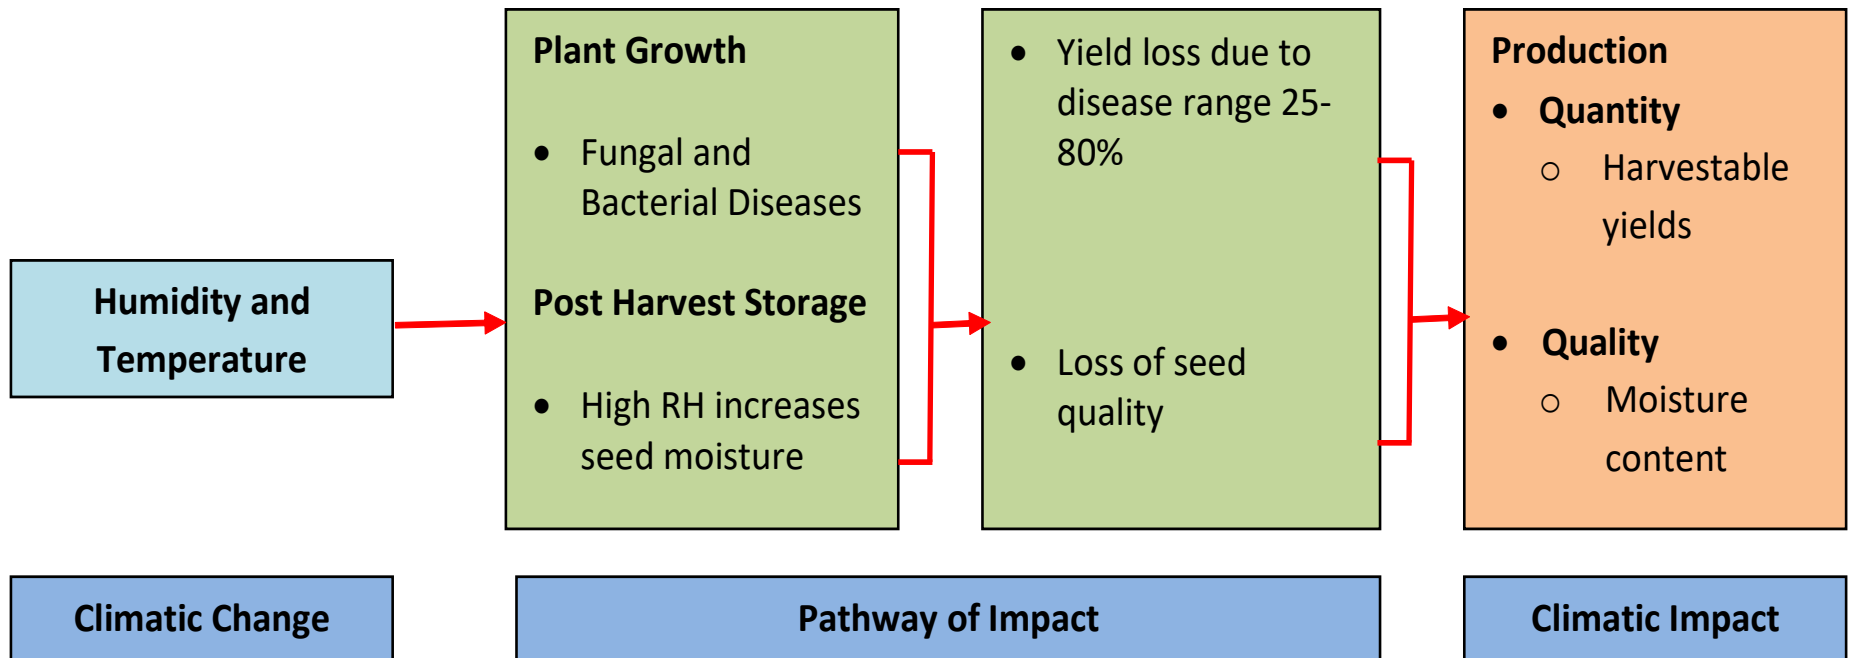 Humidity and
Temperature
Plant Growth
• Fungal and
Bacterial Diseases
Post Harvest Storage
• High RH increases
seed moisture
• Yield loss due to
disease range 25-
80%
• Loss of seed
quality
Production
• Quantity
o Harvestable
yields
• Quality
o Moisture
content
Climatic Change
Pathway of Impact
Climatic Impact